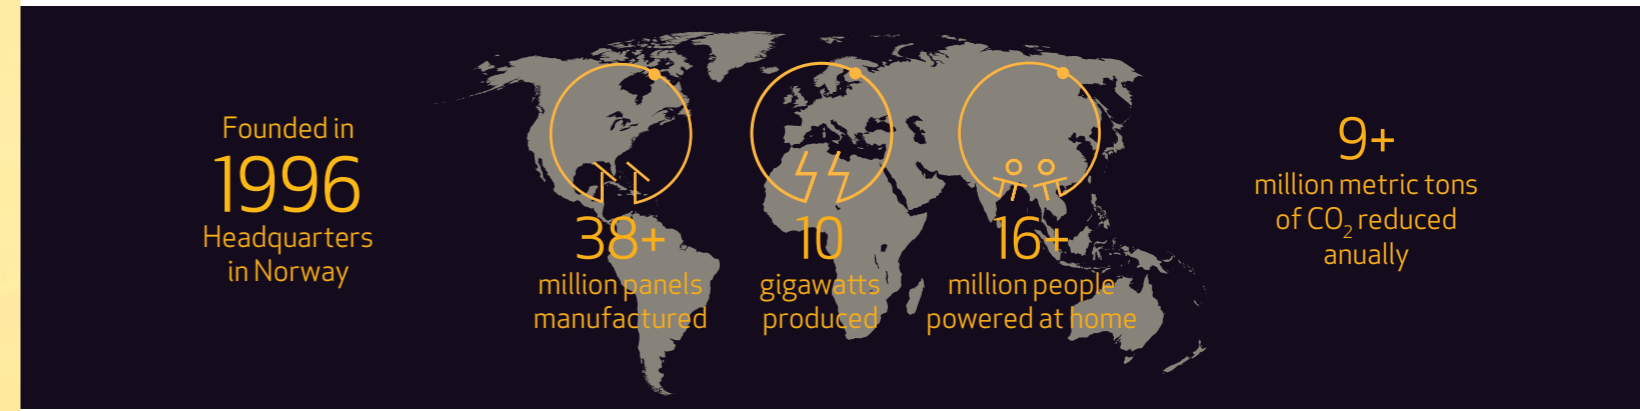 Founded in
1996
Headquarters
in Norway
38+
million panels
manufactured
10
gigawatts
produced
16+
million people
powered at home
9+
million metric tons
of CO₂ reduced
anually